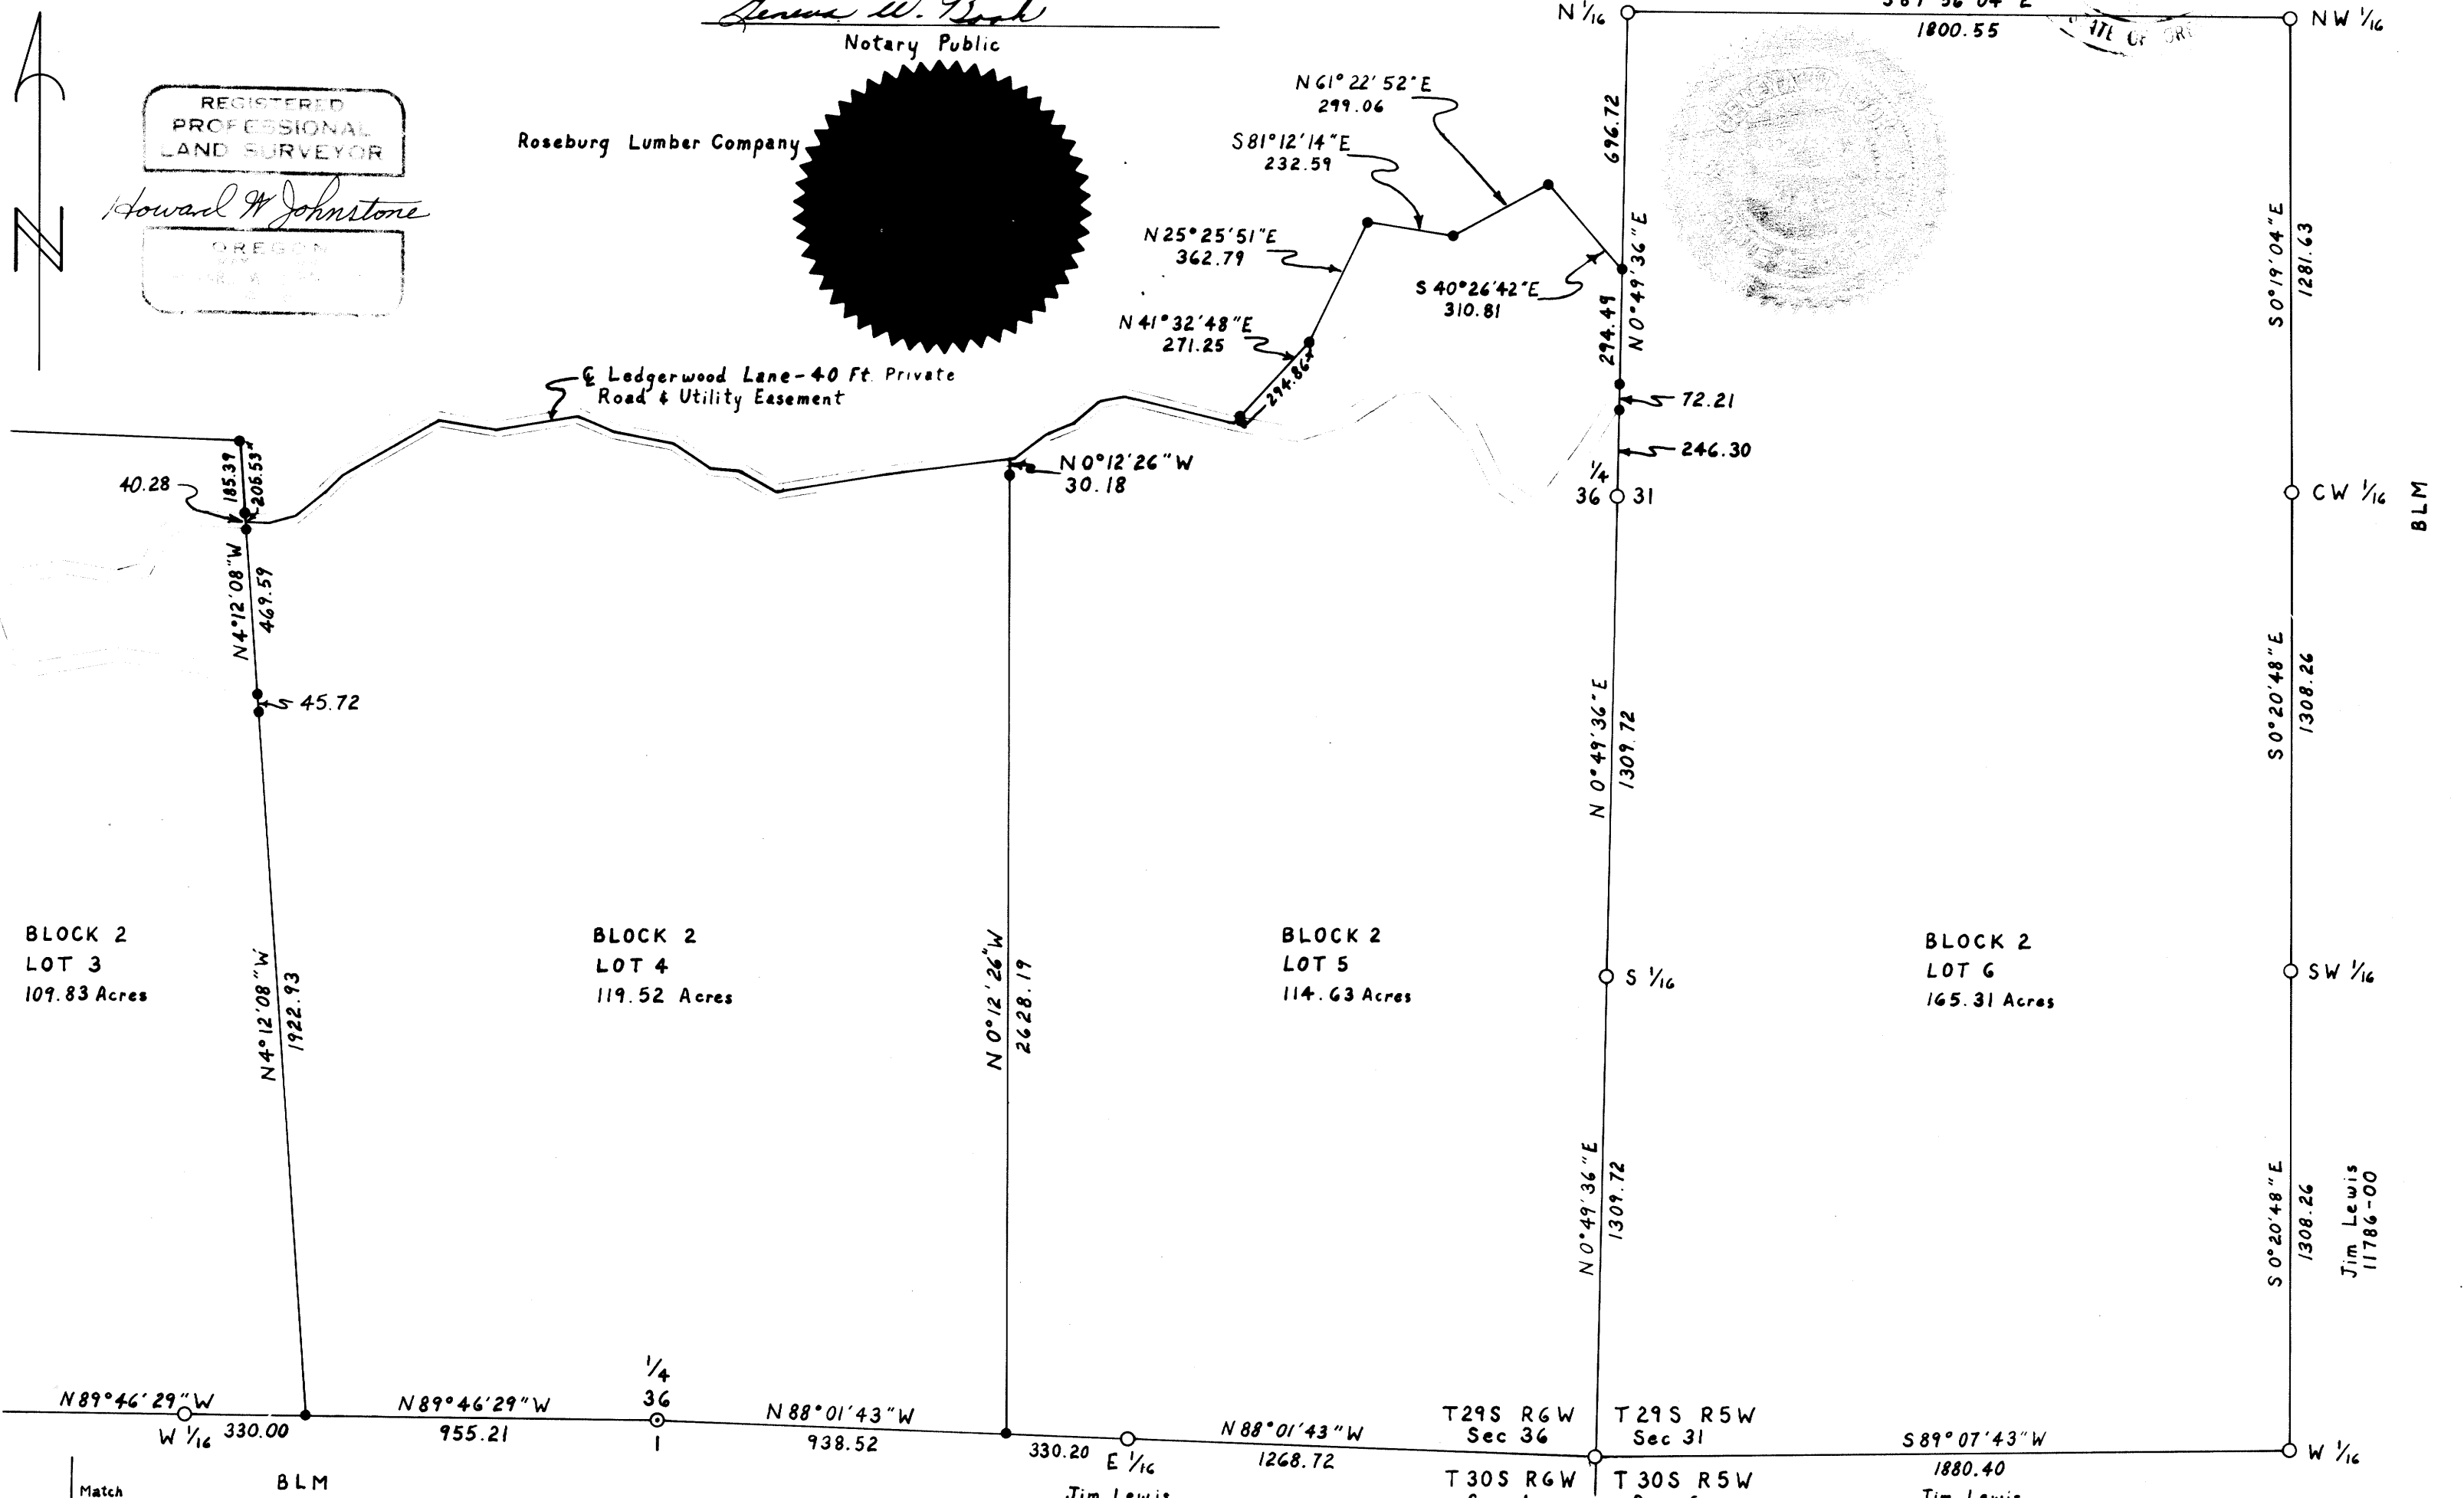 Geneva W. Book
Notary Public
N
REGISTERED
PROFESSIONAL
LAND SURVEYOR
Howard W Johnstone
OREGON
Roseburg Lumber Company
N 61° 22' 52" E
299.06
S 81° 12' 14" E
232.59
N 25° 25' 51" E
362.79
N 41° 32' 48" E
271.25
294.86
S 40° 26' 42" E
310.81
N 1/16
1800.55
NW 1/16
696.72
N 0° 49' 36" E
294.49
72.21
246.30
1/4
36 31
S 0° 19' 04" E
1281.63
CW 1/16
BLM
℄ Ledgerwood Lane-40 Ft. Private
Road & Utility Easement
185.39
205.53
40.28
N 4° 12' 08" W
469.59
45.72
N 0° 12' 26" W
30.18
N 0° 49' 36" E
1309.72
S 0° 20' 48" E
1308.26
BLOCK 2
LOT 3
109.83 Acres
BLOCK 2
LOT 4
119.52 Acres
BLOCK 2
LOT 5
114.63 Acres
BLOCK 2
LOT 6
165.31 Acres
N 4° 12' 08" W
1922.93
N 0° 12' 26" W
2628.19
S 1/16
SW 1/16
N 0° 49' 36" E
1309.72
S 0° 20' 48" E
1308.26
Jim Lewis
11786-00
N 89° 46' 29" W
W 1/16
330.00
N 89° 46' 29" W
955.21
1/4
36
1
N 88° 01' 43" W
938.52
330.20
E 1/16
N 88° 01' 43" W
1268.72
T 29 S R 6 W
Sec 36
T 29 S R 5 W
Sec 31
T 30 S R 6 W
T 30 S R 5 W
S 89° 07' 43" W
1880.40
W 1/16
Match
BLM
Jim Lewis
Jim Lewis